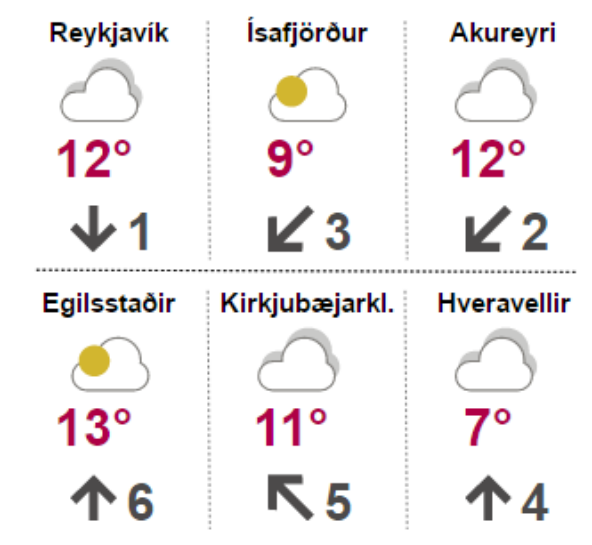 Reykjavík Ísafjörður Akureyri
12° 9° 12°
1 3 2
Egilsstaðir Kirkjubæjarkl. Hveravellir
13° 11° 7°
6 5 4